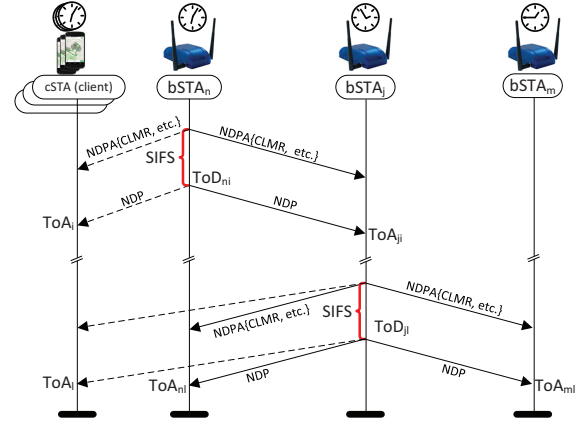 cSTA (client)
bSTAₙ
bSTAⱼ
bSTAₘ
NDPA{CLMR, etc.}
NDPA{CLMR, etc.}
SIFS
ToDₙᵢ
NDP
NDP
ToAᵢ
ToAⱼᵢ
NDPA{CLMR, etc.}
NDPA{CLMR, etc.}
SIFS
ToDⱼₗ
NDP
NDP
ToAₗ
ToAₙₗ
ToAₘₗ